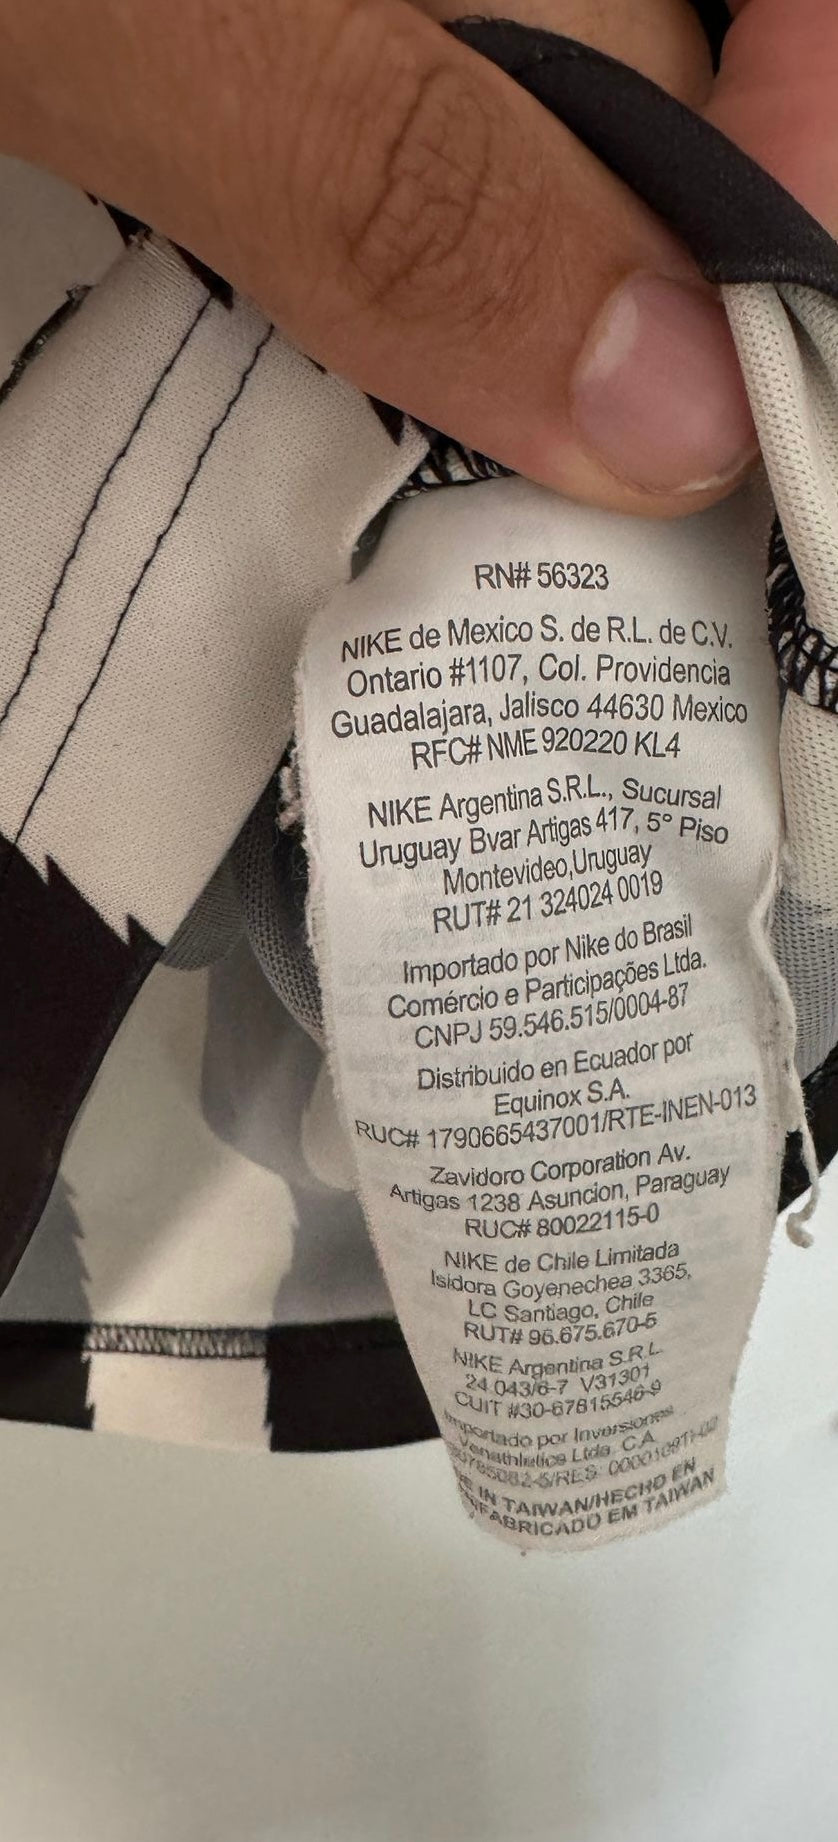 RN# 56323
NIKE de Mexico S. de R.L. de C.V.
Ontario #1107, Col. Providencia
Guadalajara, Jalisco 44630 Mexico
RFC# NME 920220 KL4
NIKE Argentina S.R.L., Sucursal
Uruguay Bvar Artigas 417, 5º Piso
Montevideo,Uruguay
RUT# 21 324024 0019
Importado por Nike do Brasil
Comércio e Participações Ltda.
CNPJ 59.546.515/0004-87
Distribuido en Ecuador por
Equinox S.A.
RUC# 1790665437001/RTE-INEN-013
Zavidoro Corporation Av.
Artigas 1238 Asuncion, Paraguay
RUC# 80022115-0
NIKE de Chile Limitada
Isidora Goyenechea 3365,
LC Santiago, Chile
RUT# 96.675.670-5
NIKE Argentina S.R.L.
24 043/6-7 V31301
CUIT #30-67815546-9
Importado por Inversiones
Venathletics Ltda. C.A.
IN TAIWAN/HECHO EN
FABRICADO EM TAIWAN